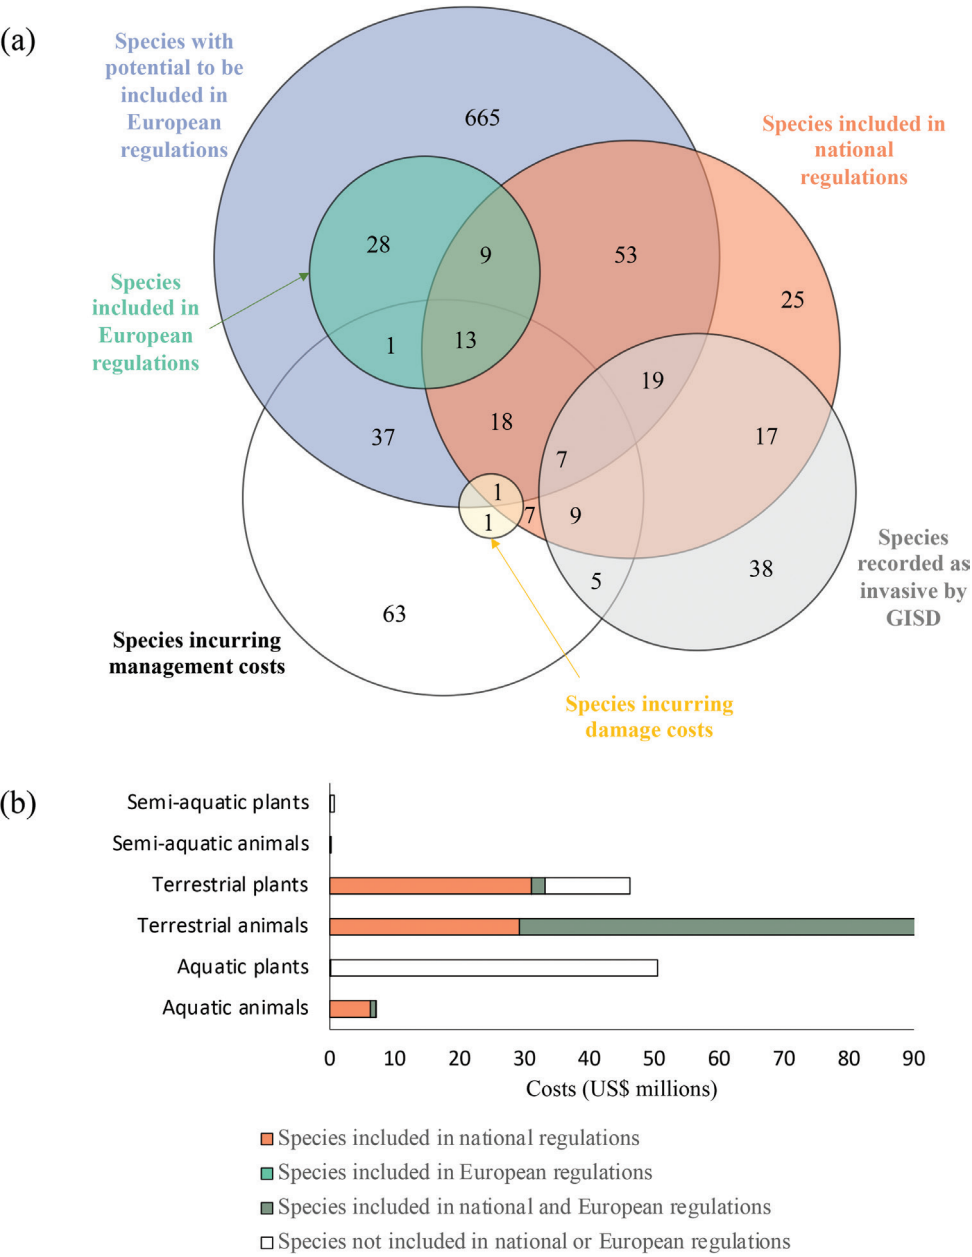 (a)
Species with
potential to be
included in
European
regulations
665
Species included in
national
regulations
28
9
53
25
Species
included in
European
regulations
1
13
19
37
18
17
7
1
1
7
9
5
38
Species
recorded as
invasive by
GISD
63
Species incurring
management costs
Species incurring
damage costs
(b)
Semi-aquatic plants
Semi-aquatic animals
Terrestrial plants
Terrestrial animals
Aquatic plants
Aquatic animals
0 10 20 30 40 50 60 70 80 90
Costs (US$ millions)
Species included in national regulations
Species included in European regulations
Species included in national and European regulations
Species not included in national or European regulations